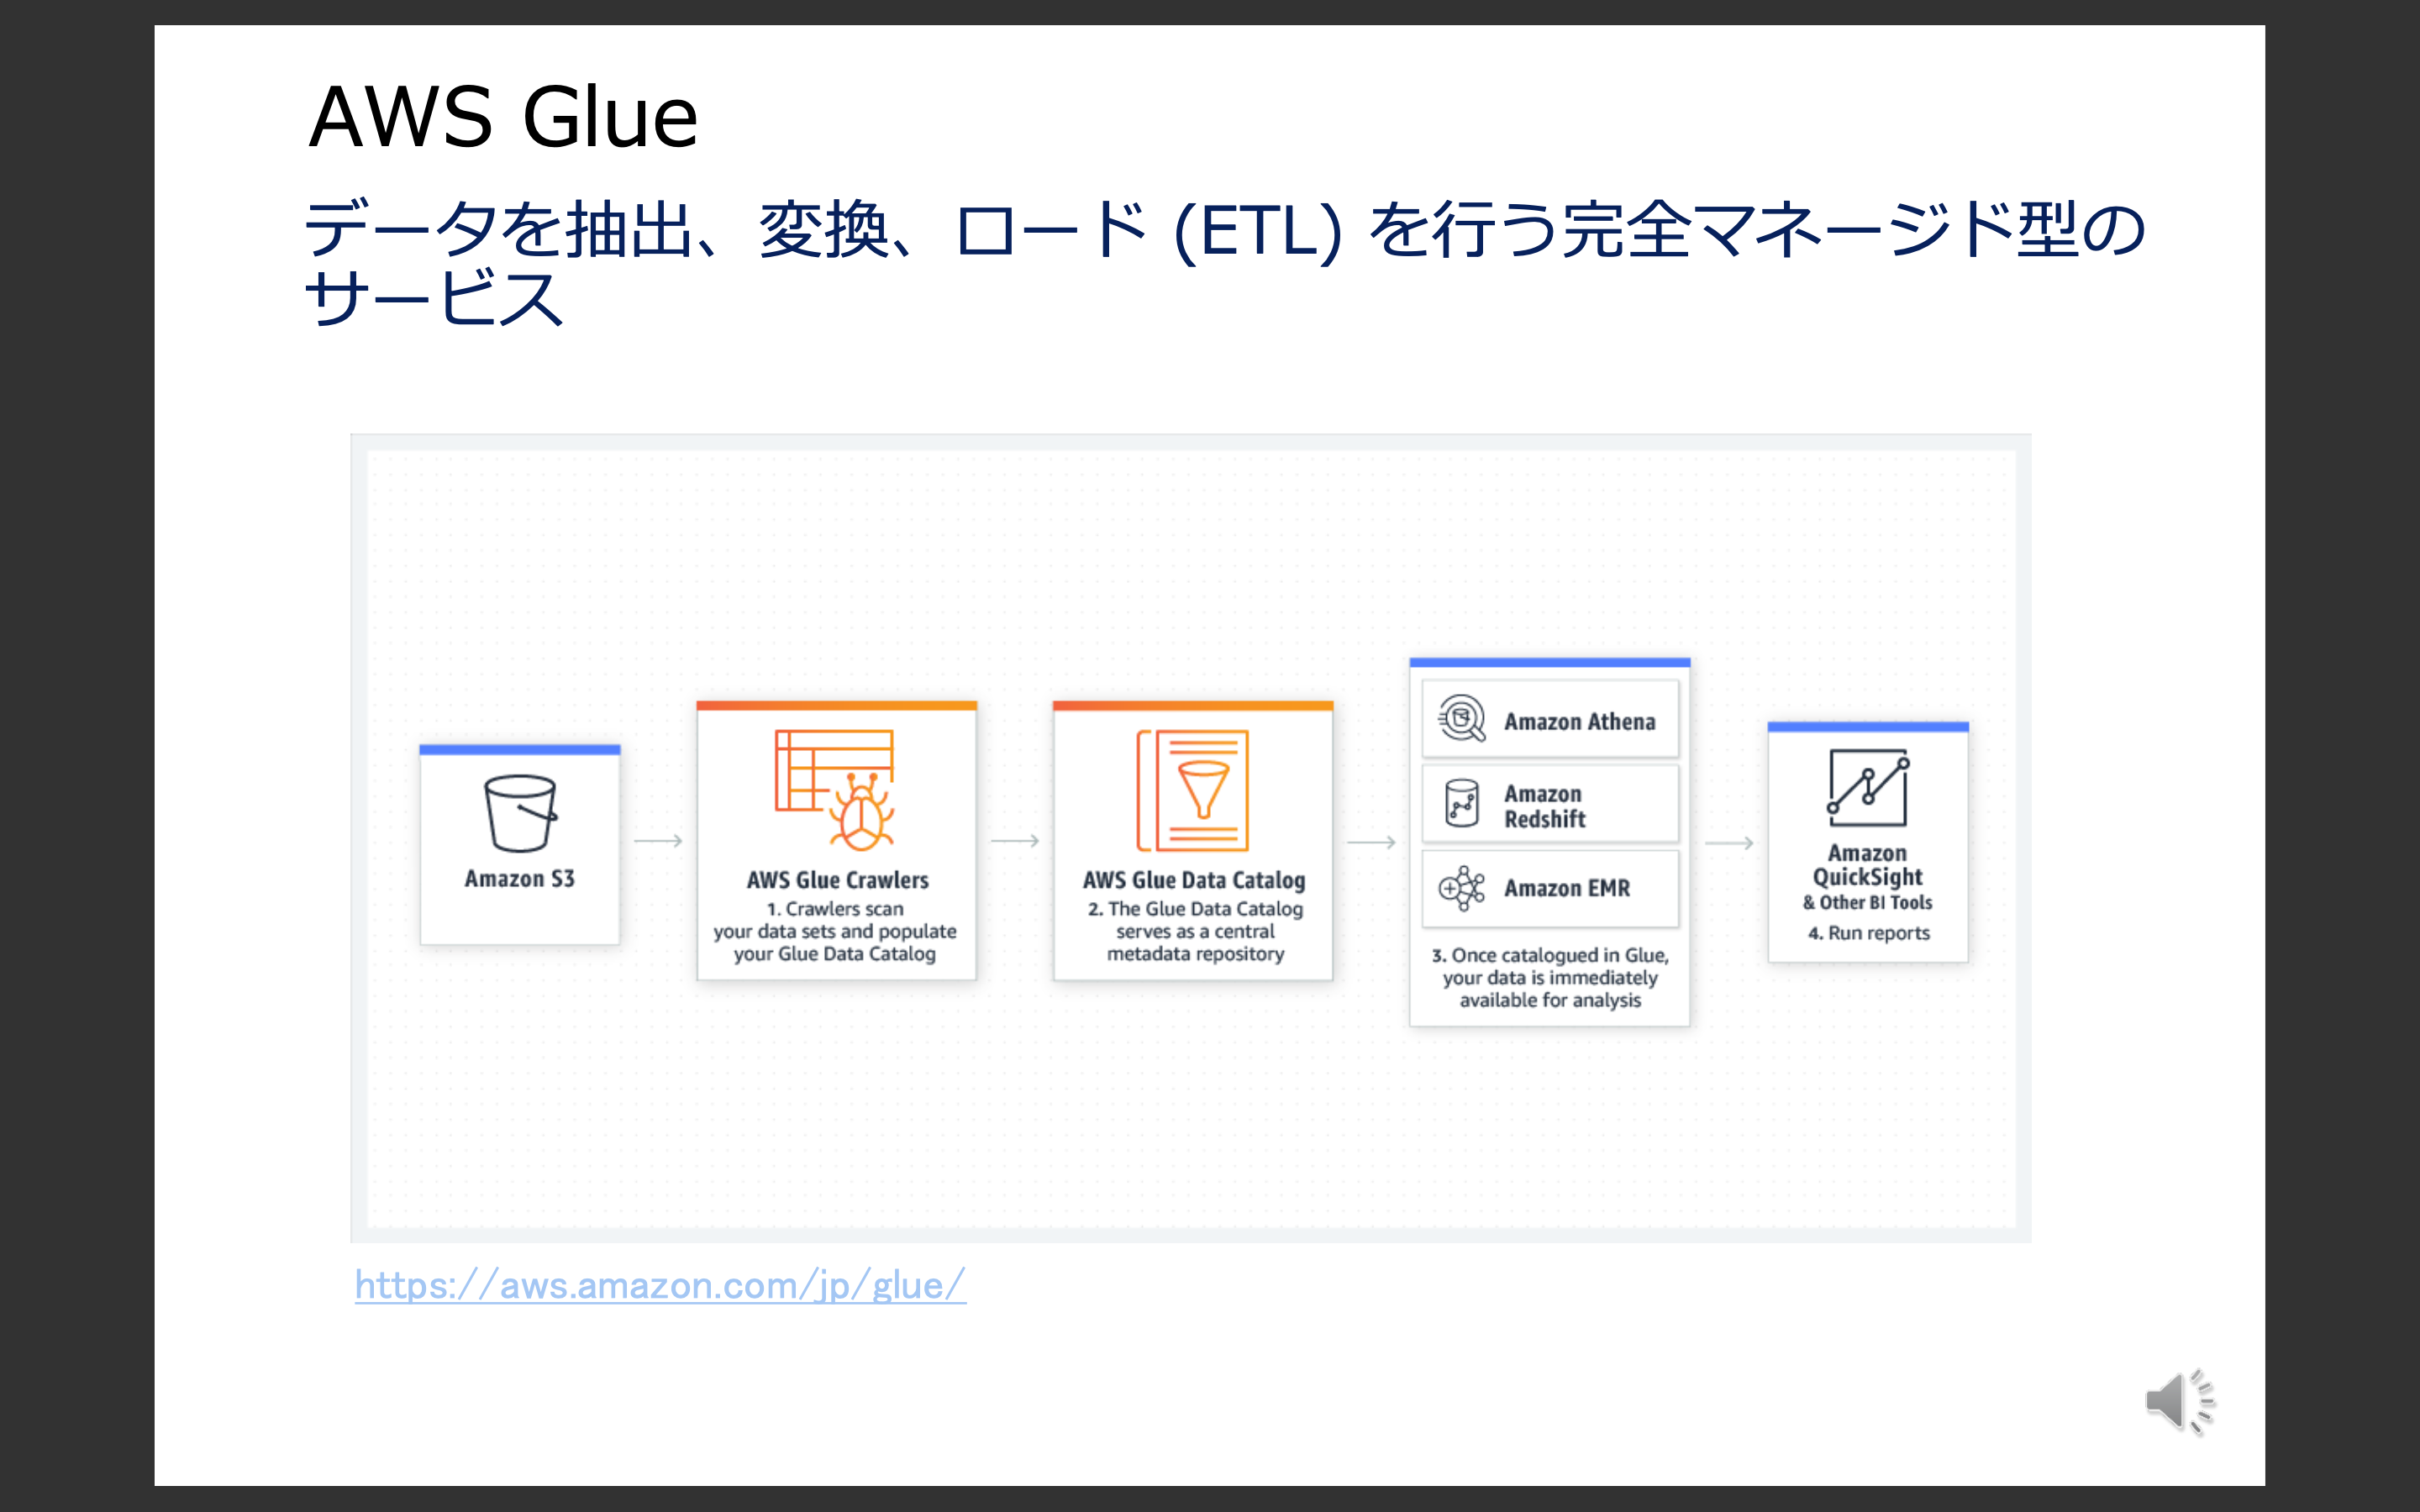 AWS Glue
データを抽出、変換、ロード (ETL) を行う完全マネージド型の
サービス
Amazon S3
AWS Glue Crawlers
1. Crawlers scan
your data sets and populate
your Glue Data Catalog
AWS Glue Data Catalog
2. The Glue Data Catalog
serves as a central
metadata repository
Amazon Athena
Amazon
Redshift
Amazon EMR
3. Once catalogued in Glue,
your data is immediately
available for analysis
Amazon
QuickSight
& Other BI Tools
4. Run reports
https://aws.amazon.com/jp/glue/